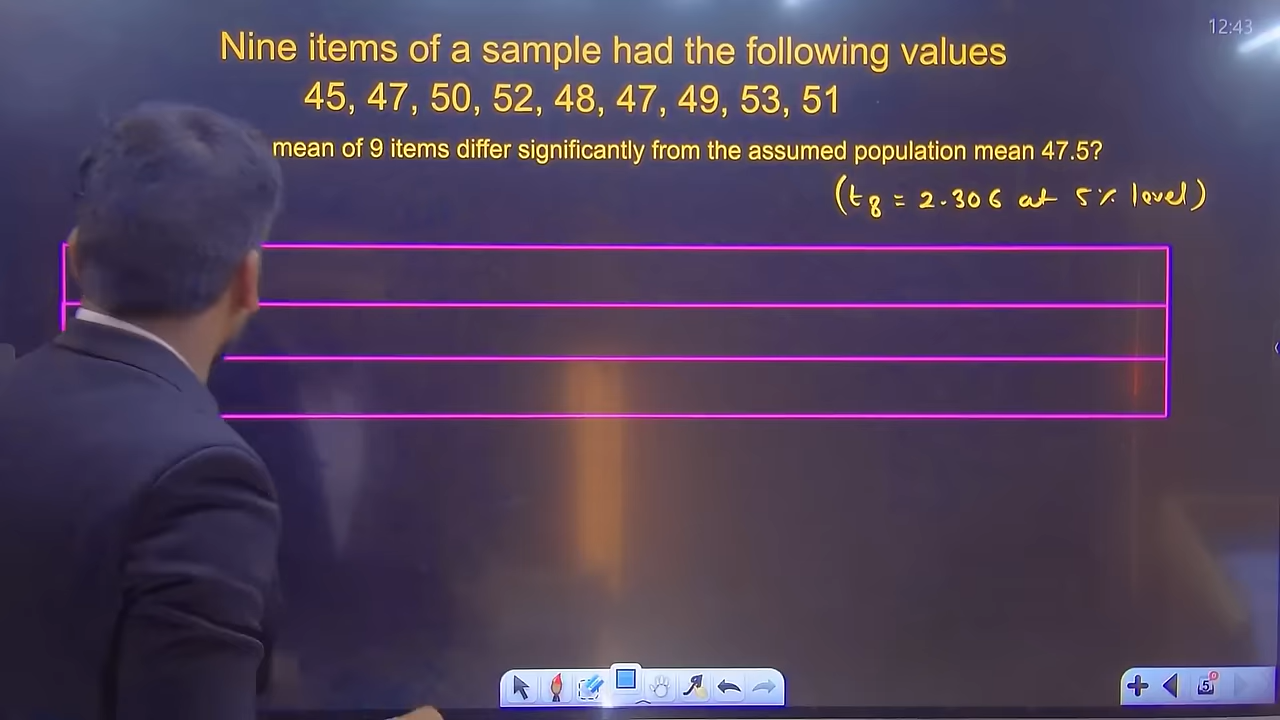 12:43
Nine items of a sample had the following values
45, 47, 50, 52, 48, 47, 49, 53, 51
mean of 9 items differ significantly from the assumed population mean 47.5?
(t8 = 2.306 at 5% level)
5